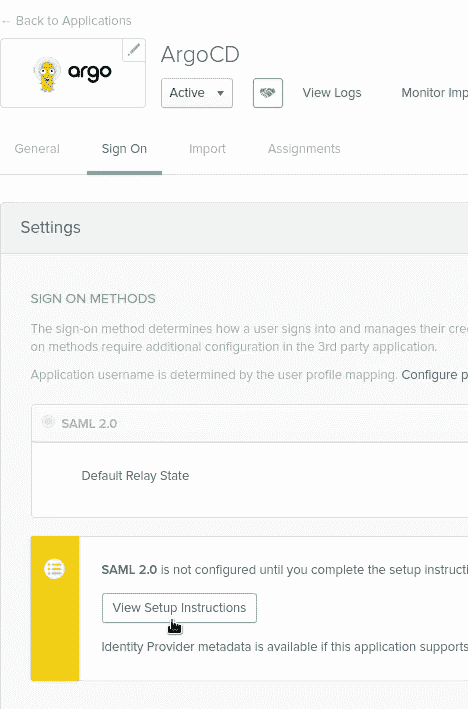 ← Back to Applications
argo
ArgoCD
Active
View Logs
Monitor Imp
General
Sign On
Import
Assignments
Settings
SIGN ON METHODS
The sign-on method determines how a user signs into and manages their cre
on methods require additional configuration in the 3rd party application.
Application username is determined by the user profile mapping. Configure p
SAML 2.0
Default Relay State
SAML 2.0 is not configured until you complete the setup instructi
View Setup Instructions
Identity Provider metadata is available if this application supports